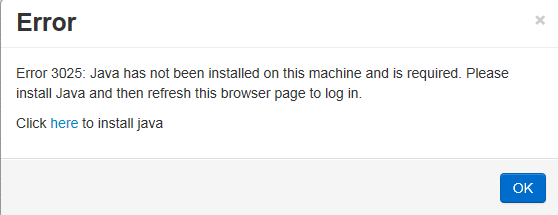 Error
×
Error 3025: Java has not been installed on this machine and is required. Please
install Java and then refresh this browser page to log in.
Click here to install java
OK